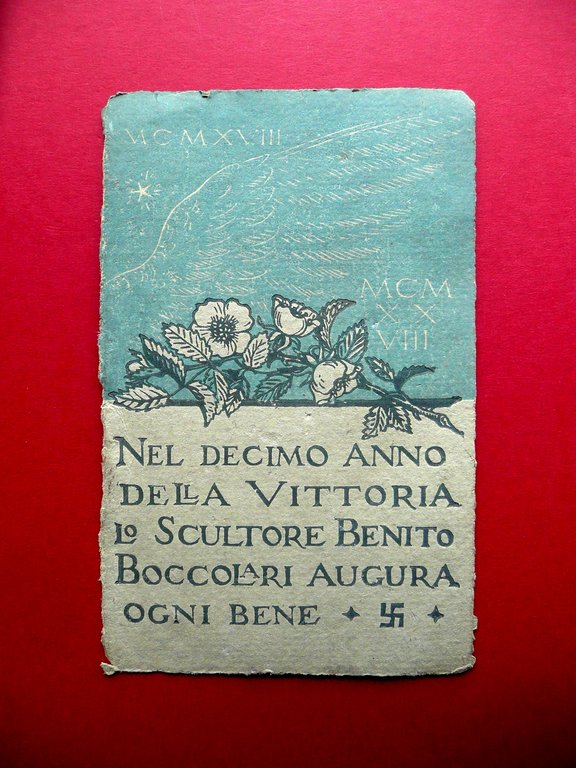 MCMXVIII
MCM
XX
VIII
NEL DECIMO ANNO
DELLA VITTORIA
LO SCULTORE BENITO
BOCCOLARI AUGURA
OGNI BENE